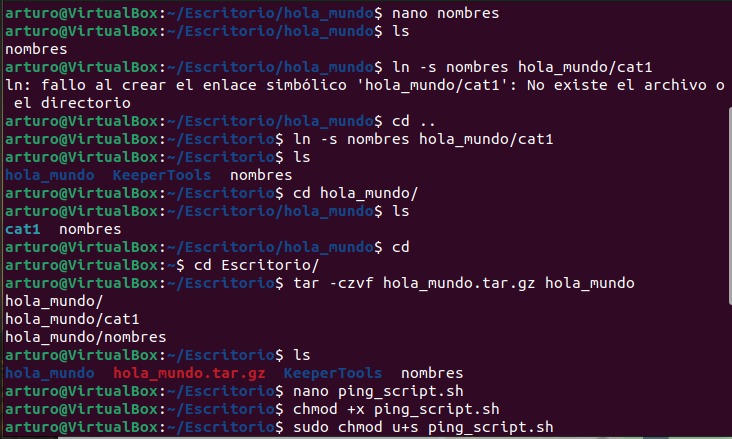 arturo@VirtualBox:~/Escritorio/hola_mundo$ nano nombres
arturo@VirtualBox:~/Escritorio/hola_mundo$ ls
nombres
arturo@VirtualBox:~/Escritorio/hola_mundo$ ln -s nombres hola_mundo/cat1
ln: fallo al crear el enlace simbólico 'hola_mundo/cat1': No existe el archivo o
 el directorio
arturo@VirtualBox:~/Escritorio/hola_mundo$ cd ..
arturo@VirtualBox:~/Escritorio$ ln -s nombres hola_mundo/cat1
arturo@VirtualBox:~/Escritorio$ ls
hola_mundo  KeeperTools  nombres
arturo@VirtualBox:~/Escritorio$ cd hola_mundo/
arturo@VirtualBox:~/Escritorio/hola_mundo$ ls
cat1  nombres
arturo@VirtualBox:~/Escritorio/hola_mundo$ cd
arturo@VirtualBox:~$ cd Escritorio/
arturo@VirtualBox:~/Escritorio$ tar -czvf hola_mundo.tar.gz hola_mundo
hola_mundo/
hola_mundo/cat1
hola_mundo/nombres
arturo@VirtualBox:~/Escritorio$ ls
hola_mundo  hola_mundo.tar.gz  KeeperTools  nombres
arturo@VirtualBox:~/Escritorio$ nano ping_script.sh
arturo@VirtualBox:~/Escritorio$ chmod +x ping_script.sh
arturo@VirtualBox:~/Escritorio$ sudo chmod u+s ping_script.sh